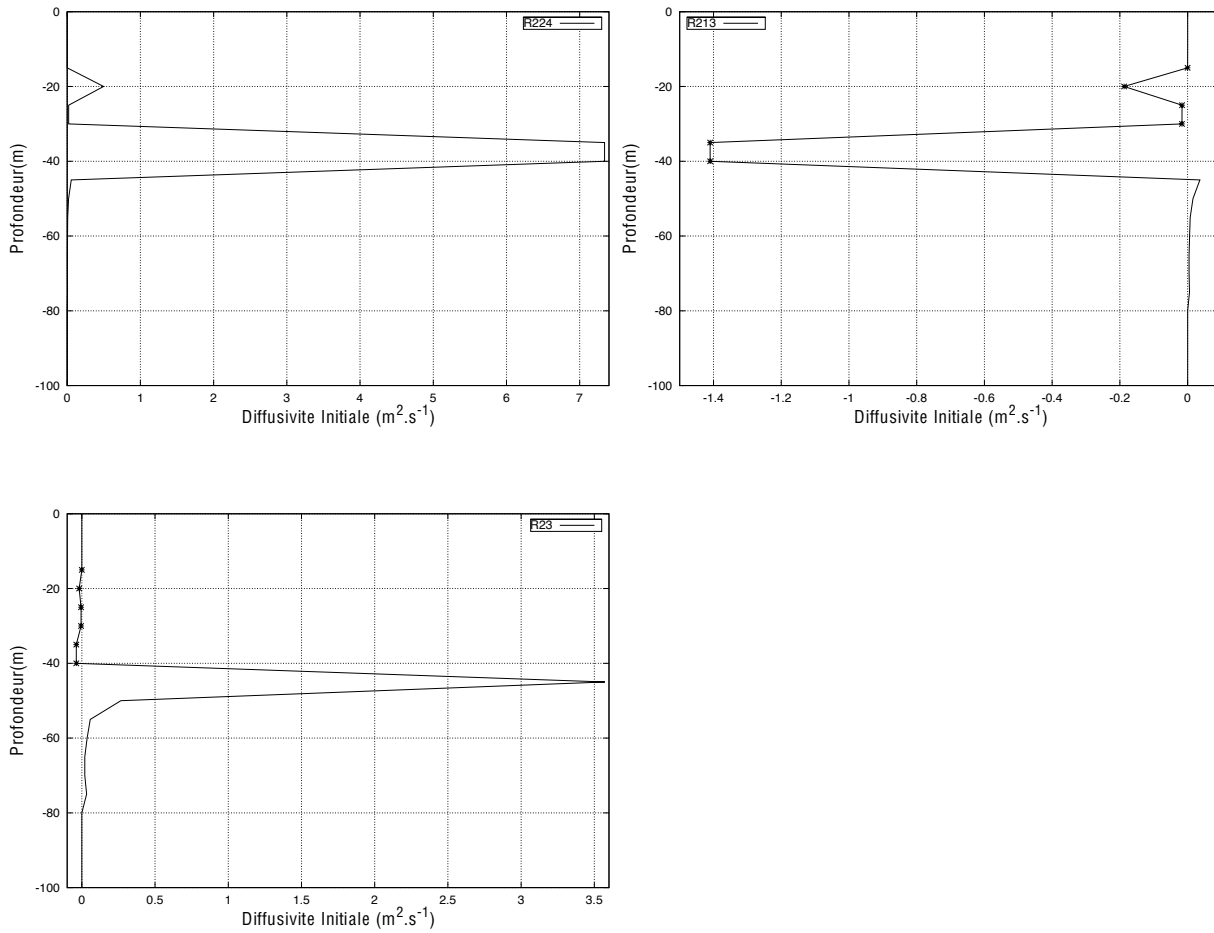 R224
0
-20
-40
-60
-80
-100
0 1 2 3 4 5 6 7
Profondeur(m)
Diffusivite Initiale (m².s⁻¹)
R213
0
-20
-40
-60
-80
-100
-1.4 -1.2 -1 -0.8 -0.6 -0.4 -0.2 0
Profondeur(m)
Diffusivite Initiale (m².s⁻¹)
R23
0
-20
-40
-60
-80
-100
0 0.5 1 1.5 2 2.5 3 3.5
Profondeur(m)
Diffusivite Initiale (m².s⁻¹)